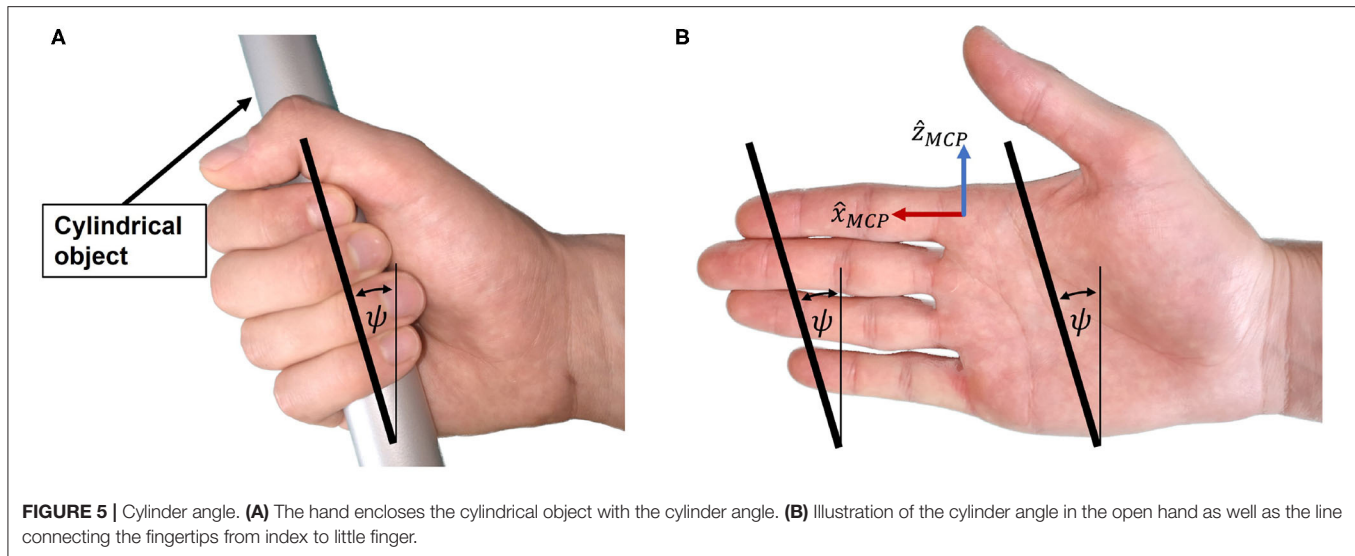 A
B
Cylindrical
object
ψ
ẑ_MCP
x̂_MCP
ψ
ψ
FIGURE 5 | Cylinder angle. (A) The hand encloses the cylindrical object with the cylinder angle. (B) Illustration of the cylinder angle in the open hand as well as the line
connecting the fingertips from index to little finger.